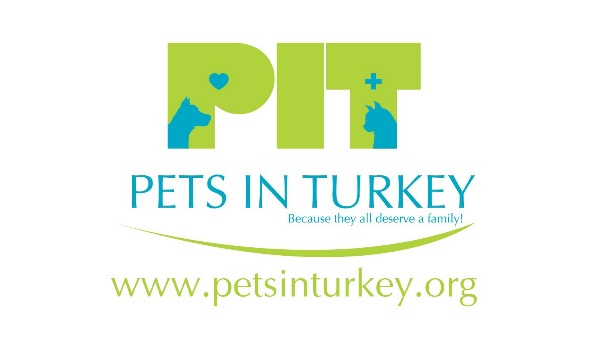 PIT
PETS IN TURKEY
Because they all deserve a family!
www.petsinturkey.org